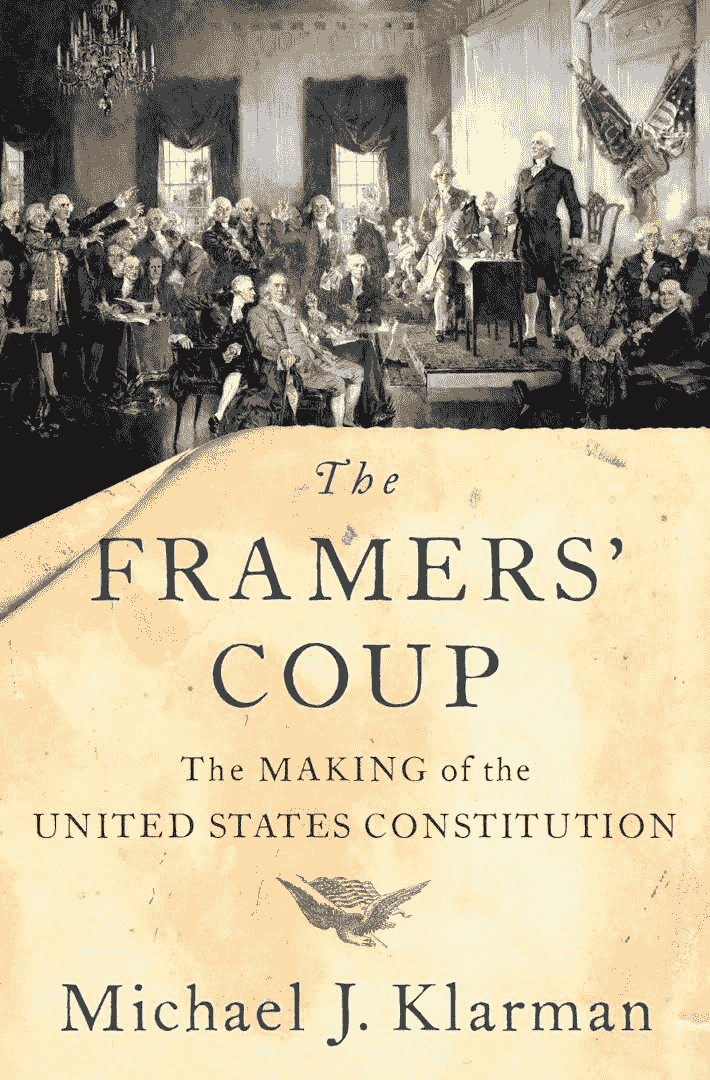 The
FRAMERS’
COUP
The MAKING of the
UNITED STATES CONSTITUTION
Michael J. Klarman